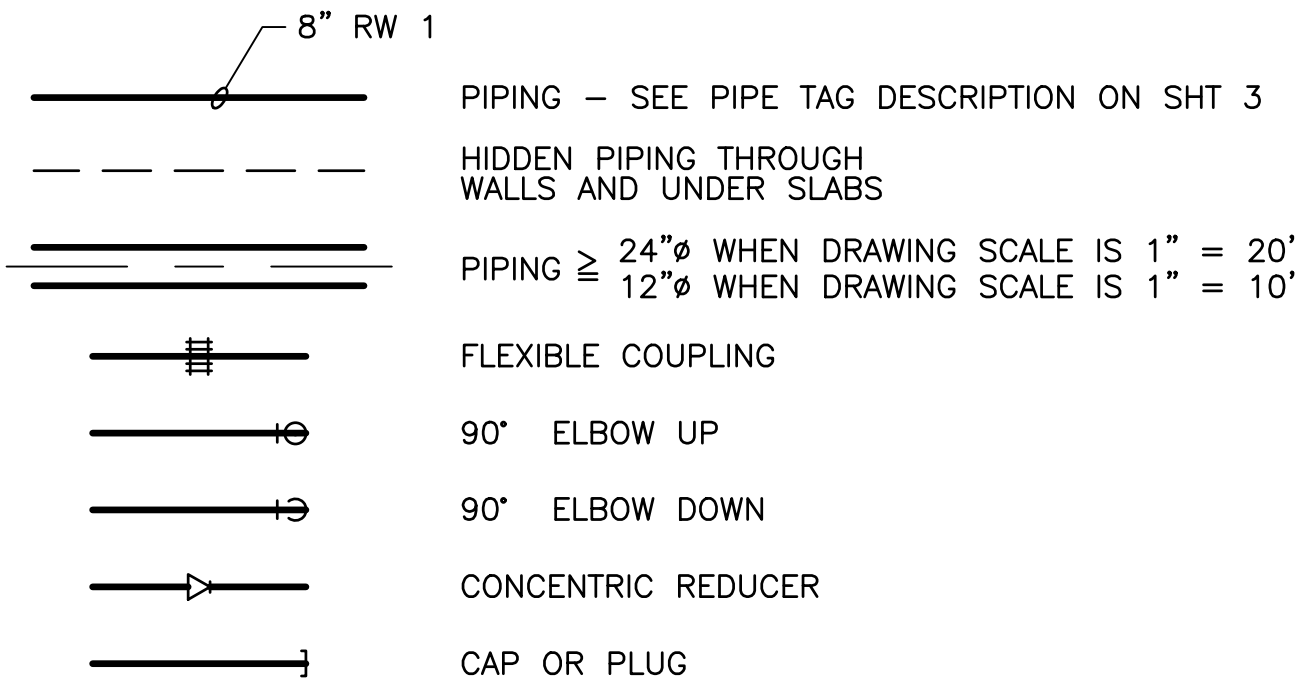 8” RW 1
PIPING – SEE PIPE TAG DESCRIPTION ON SHT 3
HIDDEN PIPING THROUGH
WALLS AND UNDER SLABS
PIPING ≧ 24”ø WHEN DRAWING SCALE IS 1” = 20’
12”ø WHEN DRAWING SCALE IS 1” = 10’
FLEXIBLE COUPLING
90° ELBOW UP
90° ELBOW DOWN
CONCENTRIC REDUCER
CAP OR PLUG